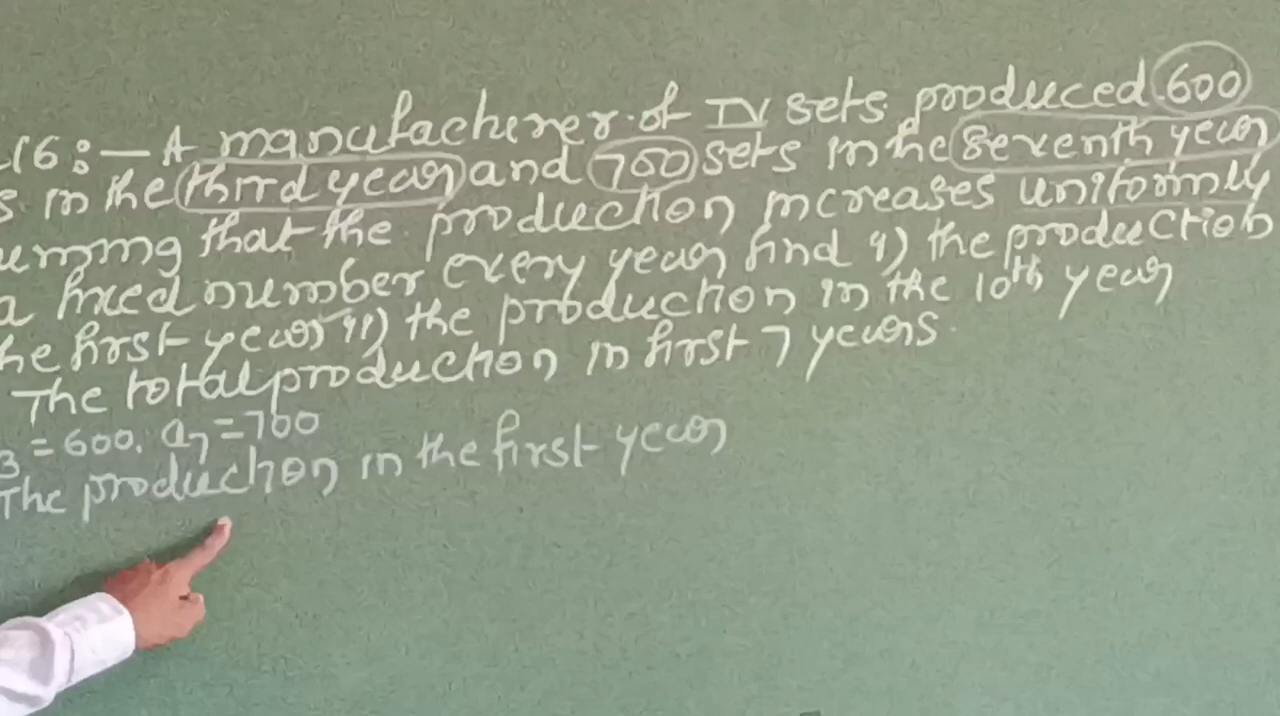 16:- A manufacturer of TV sets produced 600
s in the third year and 700 sets in the seventh year
uming that the production increases uniformly
a fixed number every year find i) the production
he first year ii) the production in the 10th year
The total production in first 7 years.
3 = 600. a7 = 700
The production in the first year